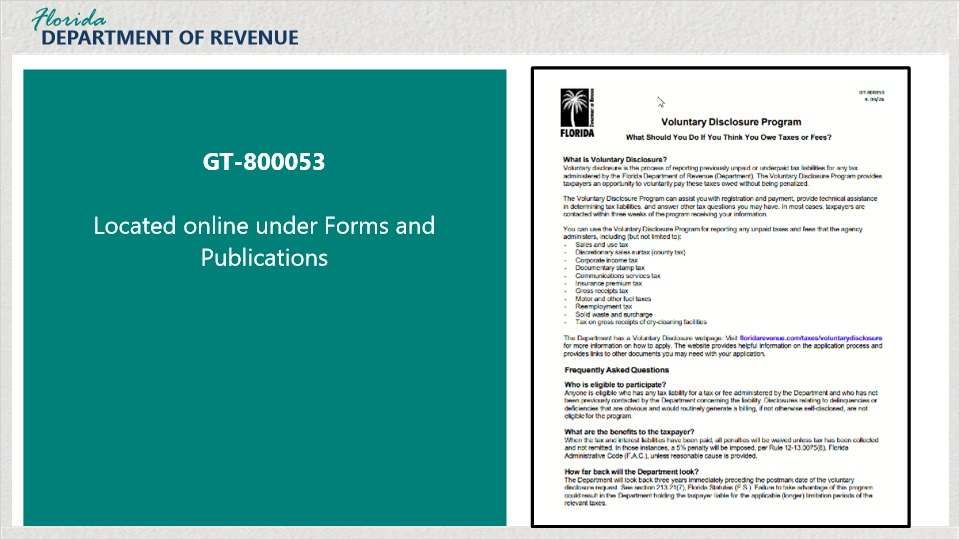 Florida
DEPARTMENT OF REVENUE
GT-800053
Located online under Forms and
Publications
FLORIDA
Department of Revenue
GT-800053
R. 09/24
Voluntary Disclosure Program
What Should You Do If You Think You Owe Taxes or Fees?
What is Voluntary Disclosure?
Voluntary disclosure is the process of reporting previously unpaid or underpaid tax liabilities for any tax
administered by the Florida Department of Revenue (Department). The Voluntary Disclosure Program provides
taxpayers an opportunity to voluntarily pay these taxes owed without being penalized.
The Voluntary Disclosure Program can assist you with registration and payment, provide technical assistance
in determining tax liabilities, and answer other tax questions you may have. In most cases, taxpayers are
contacted within three weeks of the program receiving your information.
You can use the Voluntary Disclosure Program for reporting any unpaid taxes and fees that the agency
administers, including (but not limited to):
- Sales and use tax
- Discretionary sales surtax (county tax)
- Corporate income tax
- Documentary stamp tax
- Communications services tax
- Insurance premium tax
- Gross receipts tax
- Motor and other fuel taxes
- Reemployment tax
- Solid waste and surcharge
- Tax on gross receipts of dry-cleaning facilities
The Department has a Voluntary Disclosure webpage. Visit floridarevenue.com/taxes/voluntarydisclosure
for more information on how to apply. The website provides helpful information on the application process and
provides links to other documents you may need with your application.
Frequently Asked Questions
Who is eligible to participate?
Anyone is eligible who has any tax liability for a tax or fee administered by the Department and who has not
been previously contacted by the Department concerning the liability. Disclosures relating to delinquencies or
deficiencies that are obvious and would routinely generate a billing, if not otherwise self-disclosed, are not
eligible for the program.
What are the benefits to the taxpayer?
When the tax and interest liabilities have been paid, all penalties will be waived unless tax has been collected
and not remitted. In those instances, a 5% penalty will be imposed, per Rule 12-13.0075(8), Florida
Administrative Code (F.A.C.), unless reasonable cause is provided.
How far back will the Department look?
The Department will look back three years immediately preceding the postmark date of the voluntary
disclosure request. See section 213.21(7), Florida Statutes (F.S.). Failure to take advantage of this program
could result in the Department holding the taxpayer liable for the applicable (longer) limitation periods of the
relevant taxes.